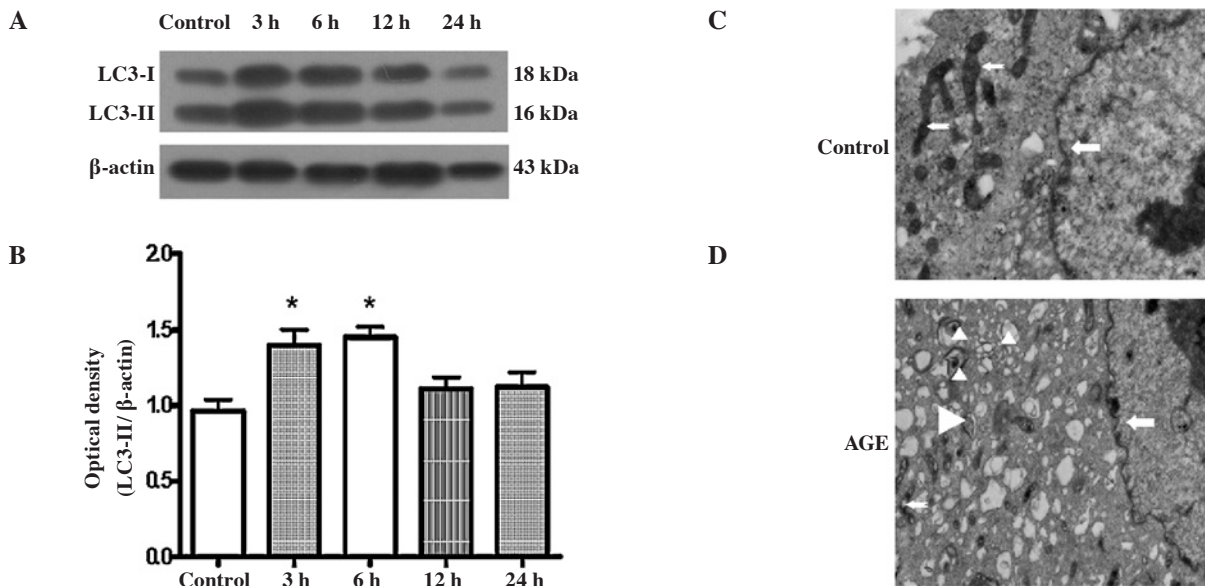 A
Control 3 h 6 h 12 h 24 h
LC3-I 18 kDa
LC3-II 16 kDa
β-actin 43 kDa
B
2.0
1.5
1.0
0.5
0.0
Optical density
(LC3-II/ β-actin)
* *
Control 3 h 6 h 12 h 24 h
C
Control
D
AGE